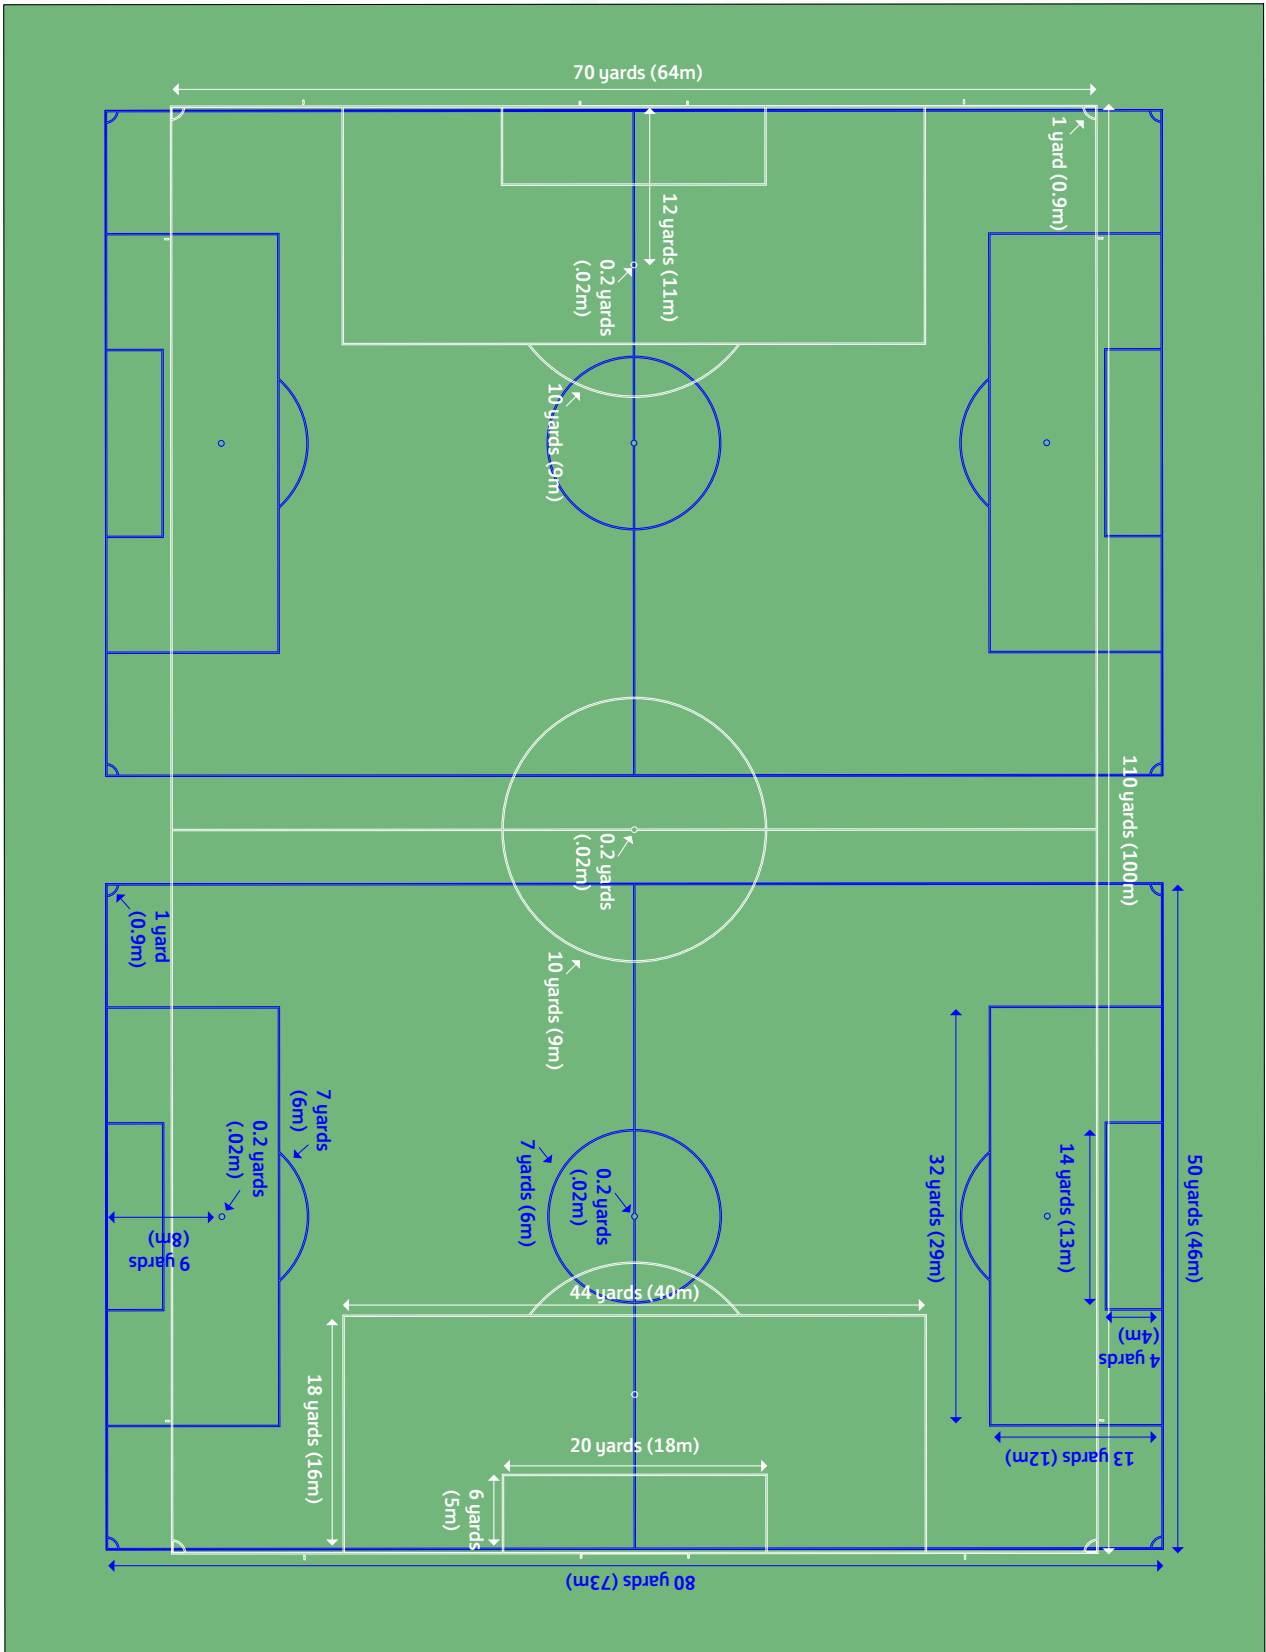 70 yards (64m)
1 yard (0.9m)
12 yards (11m)
0.2 yards
(.02m)
10 yards (9m)
110 yards (100m)
0.2 yards
(.02m)
1 yard
(0.9m)
10 yards (9m)
7 yards
(6m)
0.2 yards
(.02m)
7 yards (6m)
0.2 yards
(.02m)
32 yards (29m)
14 yards (13m)
50 yards (46m)
9 yards
(8m)
44 yards (40m)
4 yards
(4m)
18 yards (16m)
20 yards (18m)
13 yards (12m)
6 yards
(5m)
80 yards (73m)